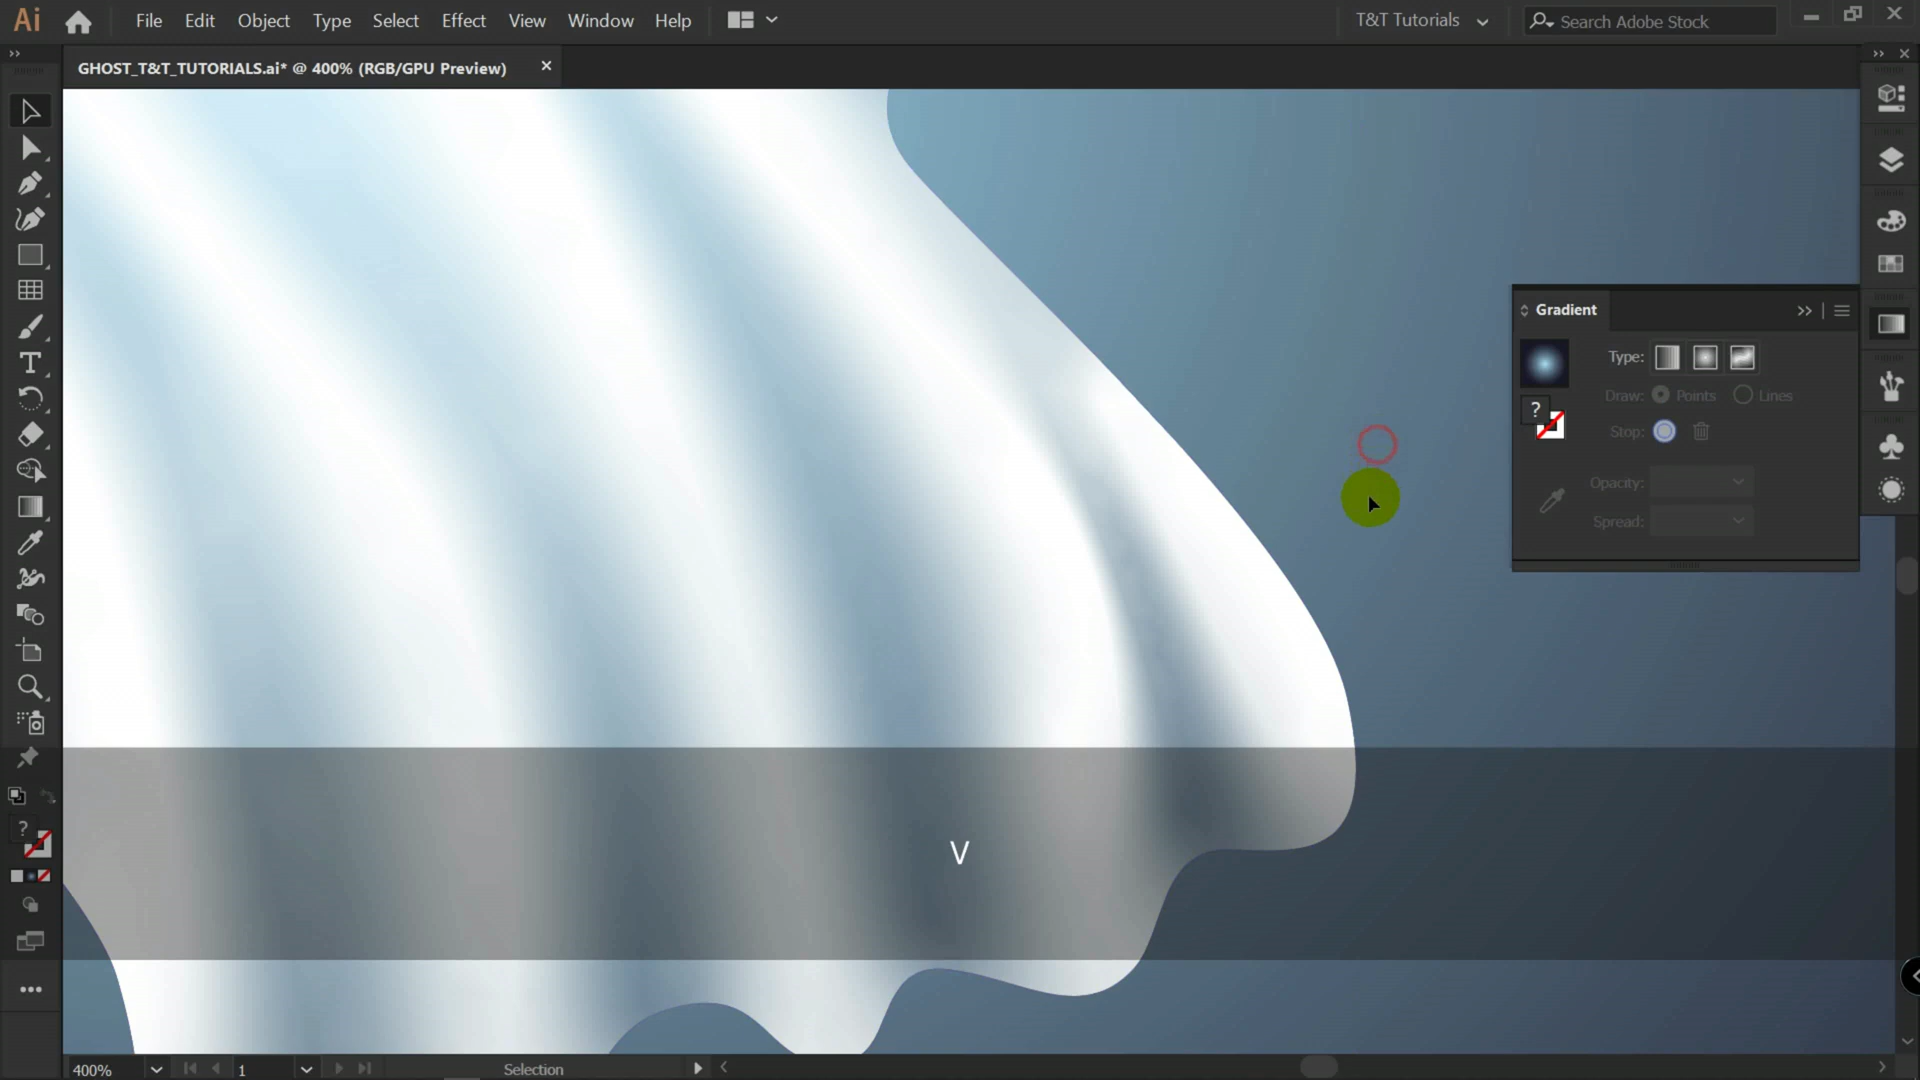 Ai File Edit Object Type Select Effect View Window Help T&T Tutorials Search Adobe Stock
GHOST_T&T_TUTORIALS.ai* @ 400% (RGB/GPU Preview)
Gradient
Type:
Draw: Points Lines
?
Stop:
Opacity:
Spread:
?
V
400% 1 Selection